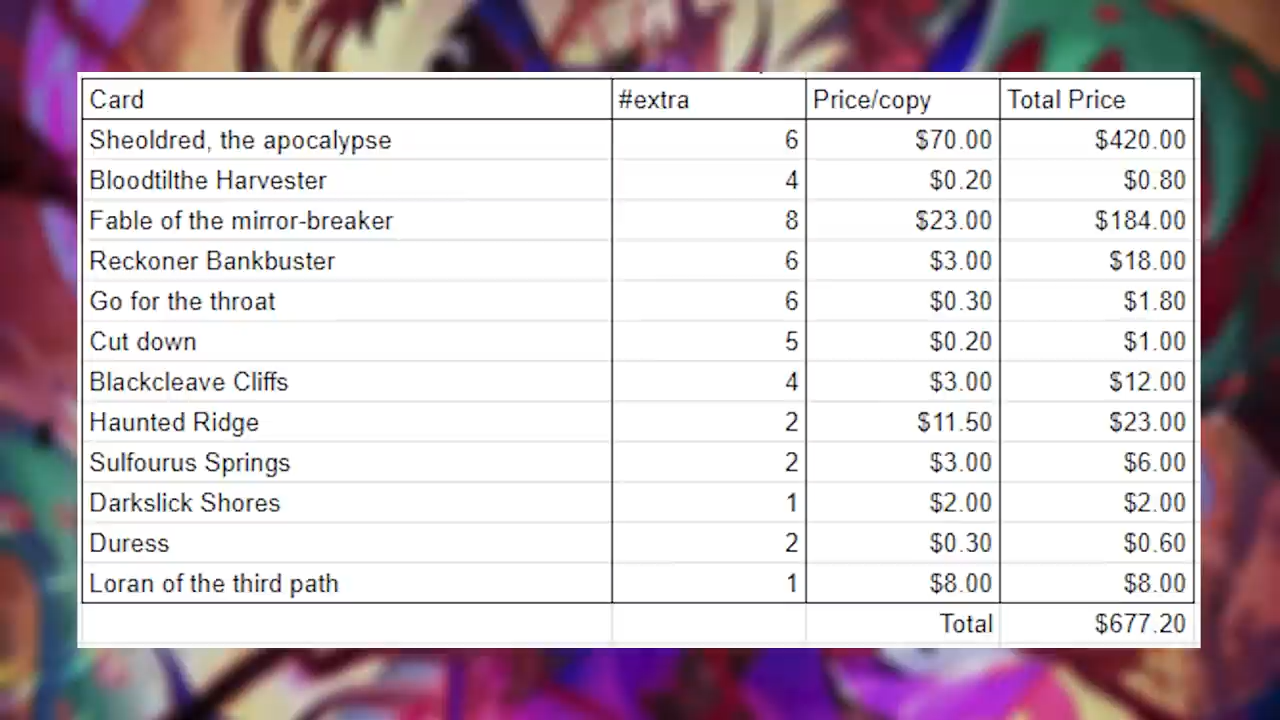 Card #extra Price/copy Total Price
Sheoldred, the apocalypse 6 $70.00 $420.00
Bloodtilthe Harvester 4 $0.20 $0.80
Fable of the mirror-breaker 8 $23.00 $184.00
Reckoner Bankbuster 6 $3.00 $18.00
Go for the throat 6 $0.30 $1.80
Cut down 5 $0.20 $1.00
Blackcleave Cliffs 4 $3.00 $12.00
Haunted Ridge 2 $11.50 $23.00
Sulfourus Springs 2 $3.00 $6.00
Darkslick Shores 1 $2.00 $2.00
Duress 2 $0.30 $0.60
Loran of the third path 1 $8.00 $8.00
Total $677.20